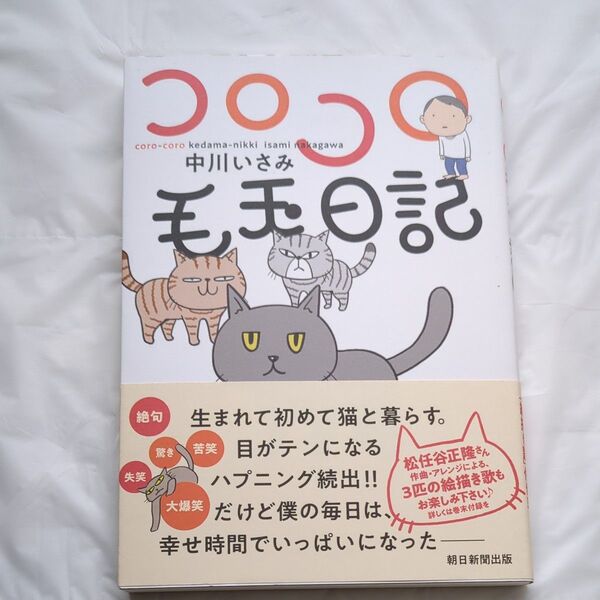 コロコロ
coro-coro kedama-nikki isami nakagawa
中川いさみ
毛玉日記
絶句
驚き
苦笑
失笑
大爆笑
生まれて初めて猫と暮らす。
目がテンになる
ハプニング続出!!
だけど僕の毎日は、
幸せ時間でいっぱいになった――
松任谷正隆さん
作曲・アレンジによる、
3匹の絵描き歌も
お楽しみ下さい♪
詳しくは巻末付録を
朝日新聞出版